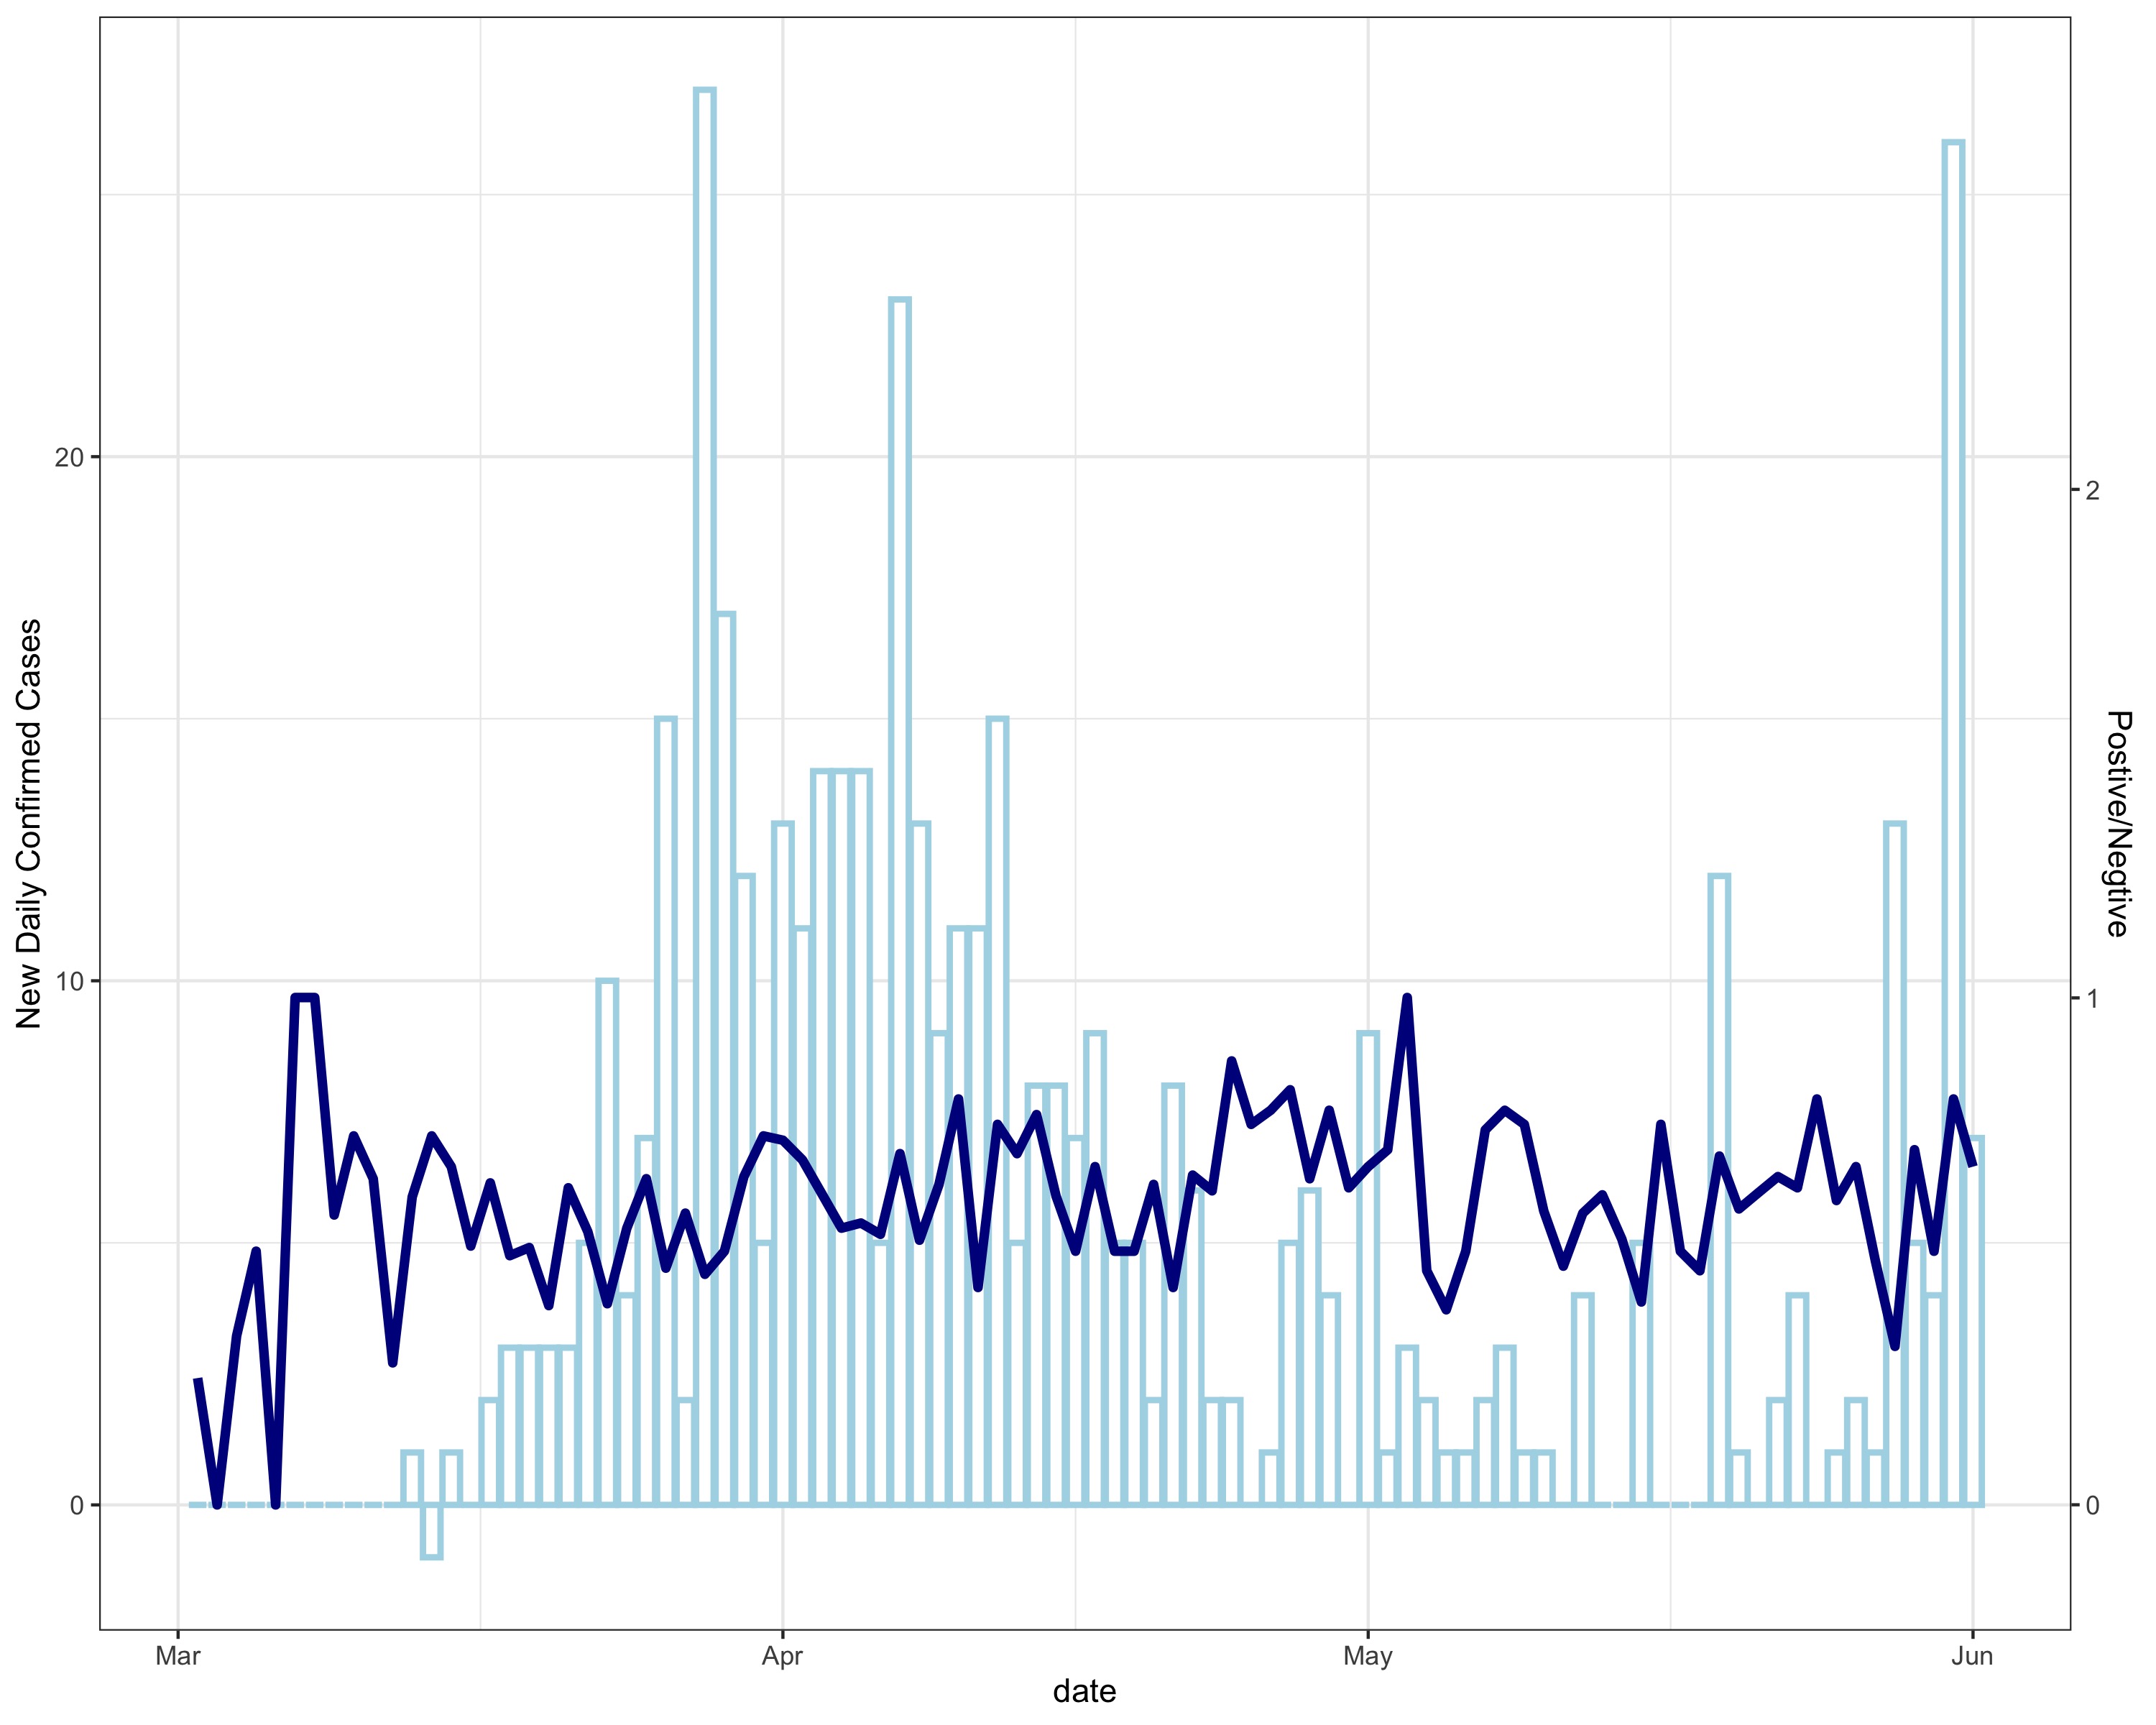 New Daily Confirmed Cases
20
10
0
2
1
0
Postive/Negtive
Mar
Apr
May
Jun
date